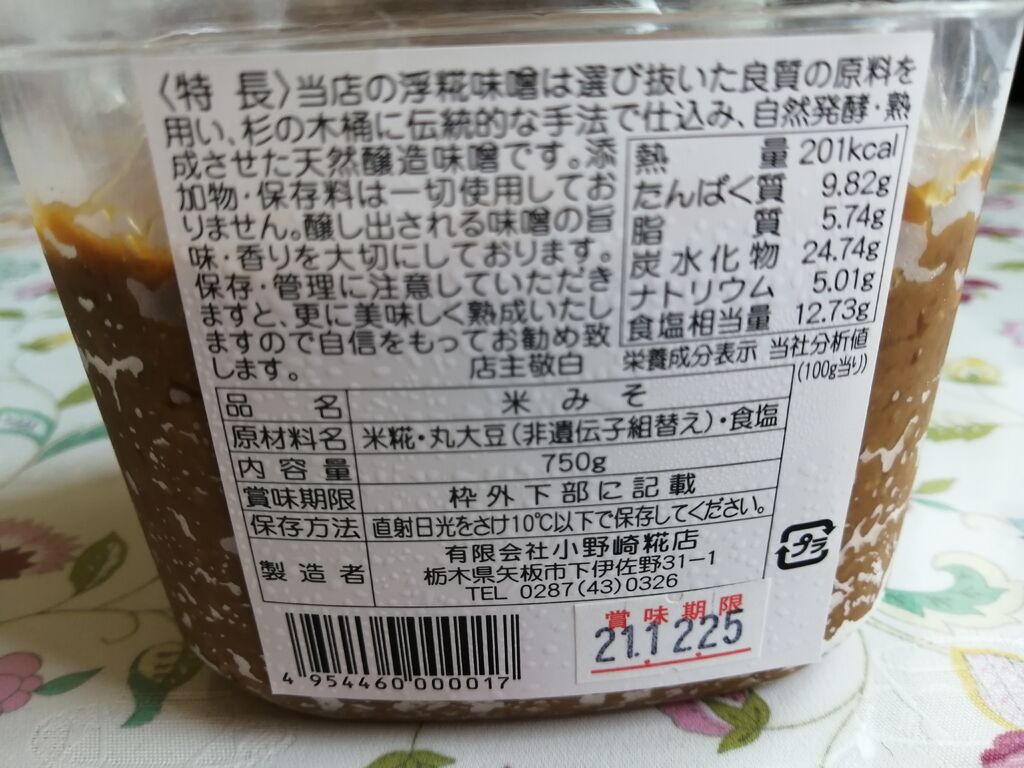 〈特 長〉当店の浮糀味噌は選び抜いた良質の原料を
用い、杉の木桶に伝統的な手法で仕込み、自然発酵・熟
成させた天然醸造味噌です。添
加物・保存料は一切使用してお
りません。醸し出される味噌の旨
味・香りを大切にしております。
保存・管理に注意していただき
ますと、更に美味しく熟成いたし
ますので自信をもってお勧め致
します。 店主敬白
熱 量 201kcal
たんぱく質 9.82g
脂 質 5.74g
炭水化物 24.74g
ナトリウム 5.01g
食塩相当量 12.73g
栄養成分表示 当社分析値
(100g当り)
品 名 米みそ
原材料名 米糀・丸大豆(非遺伝子組替え)・食塩
内容量 750g
賞味期限 枠外下部に記載
保存方法 直射日光をさけ10℃以下で保存してください。
製造者 有限会社小野崎糀店
栃木県矢板市下伊佐野31-1
TEL 0287(43)0326
プラ
4 954460 000017
賞味期限
21.12.25